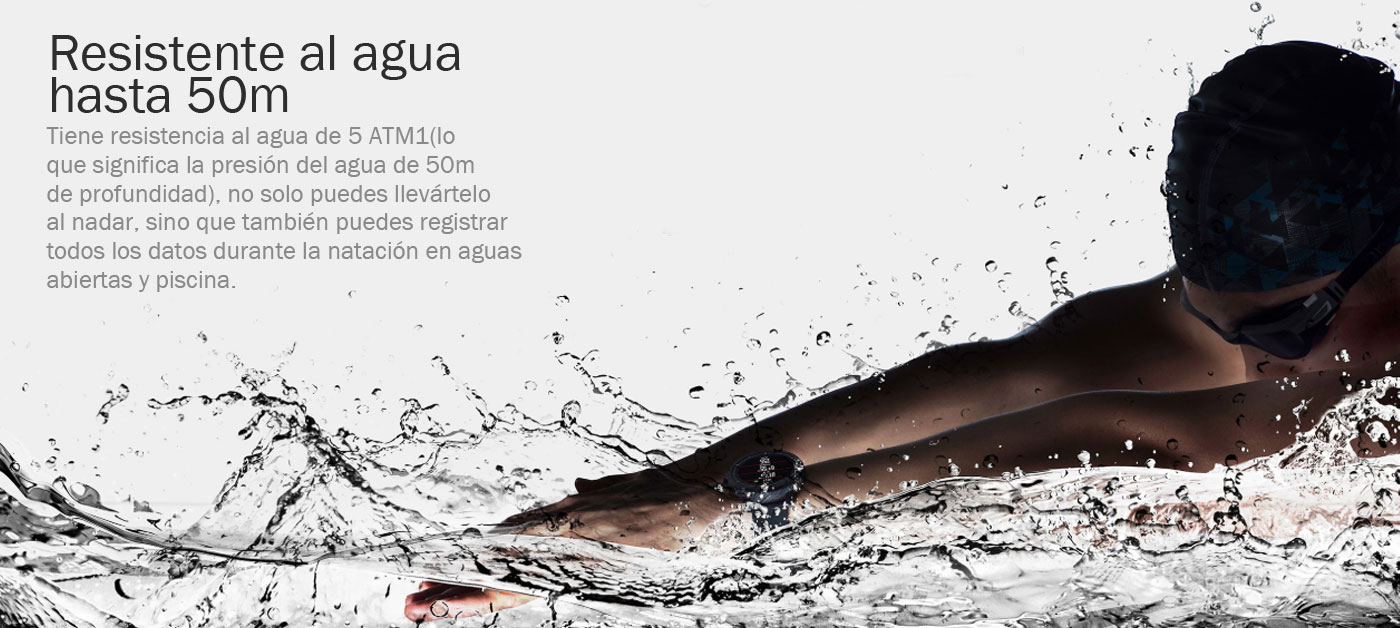 Resistente al agua
hasta 50m
Tiene resistencia al agua de 5 ATM1(lo
que significa la presión del agua de 50m
de profundidad), no solo puedes llevártelo
al nadar, sino que también puedes registrar
todos los datos durante la natación en aguas
abiertas y piscina.